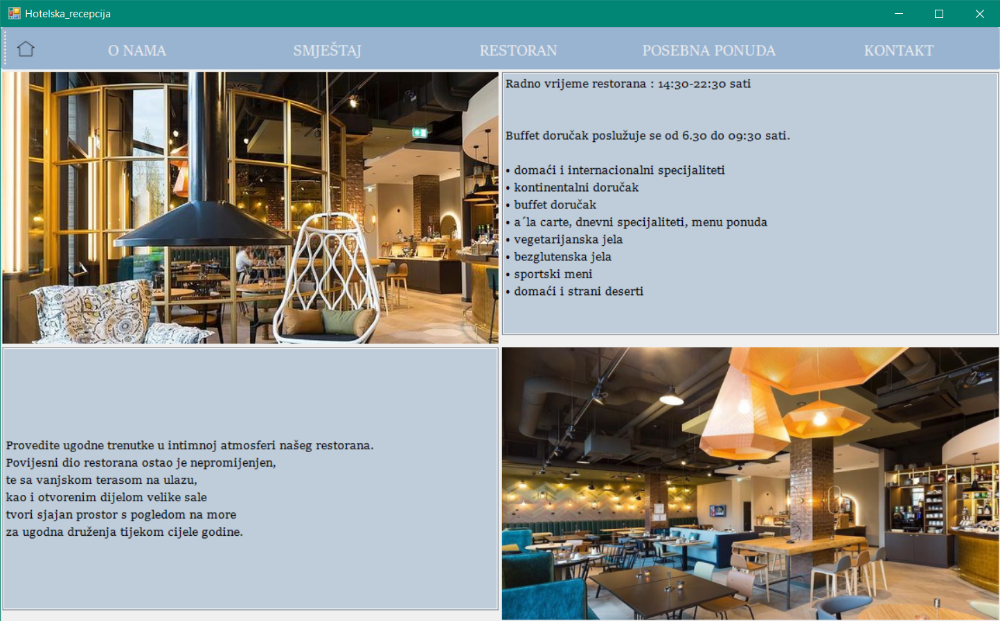 Hotelska_recepcija
O NAMA
SMJEŠTAJ
RESTORAN
POSEBNA PONUDA
KONTAKT
Radno vrijeme restorana : 14:30-22:30 sati
Buffet doručak poslužuje se od 6.30 do 09:30 sati.
• domaći i internacionalni specijaliteti
• kontinentalni doručak
• buffet doručak
• a´la carte, dnevni specijaliteti, menu ponuda
• vegetarijanska jela
• bezglutenska jela
• sportski meni
• domaći i strani deserti
Provedite ugodne trenutke u intimnoj atmosferi našeg restorana.
Povijesni dio restorana ostao je nepromijenjen,
te sa vanjskom terasom na ulazu,
kao i otvorenim dijelom velike sale
tvori sjajan prostor s pogledom na more
za ugodna druženja tijekom cijele godine.